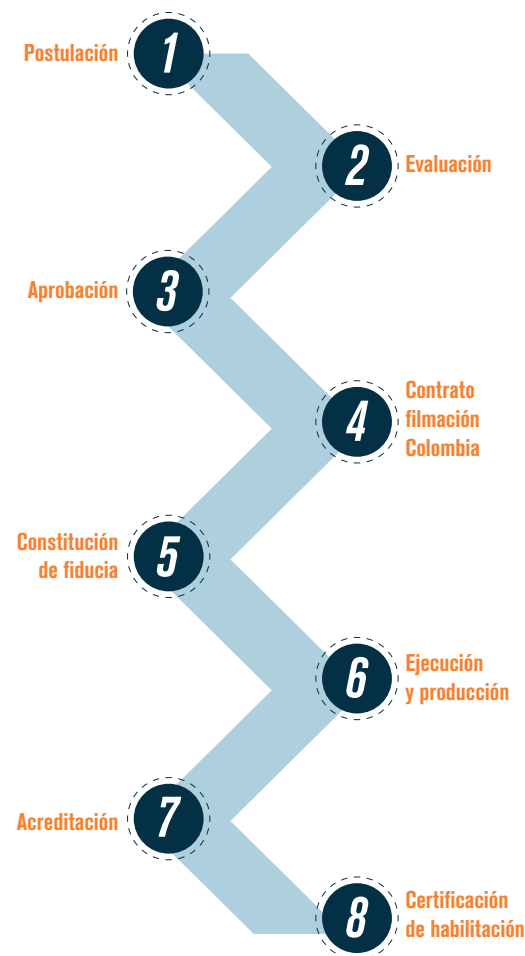 Postulación
1
2
Evaluación
Aprobación
3
4
Contrato
filmación
Colombia
Constitución
de fiducia
5
6
Ejecución
y producción
Acreditación
7
8
Certificación
de habilitación